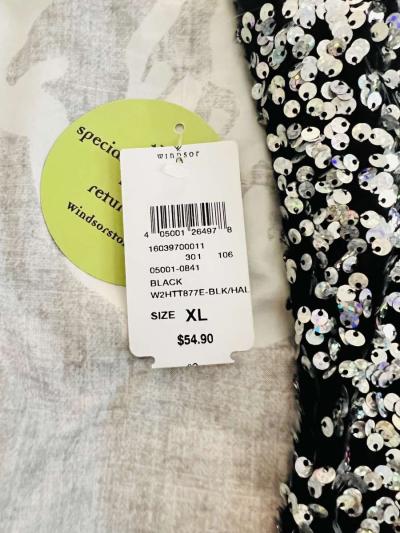 special
retur
windsorstor
windsor
4 05001 26497 8
16039700011
301 106
05001-0841
BLACK
W2HTT877E-BLK/HAL
SIZE XL
$54.90